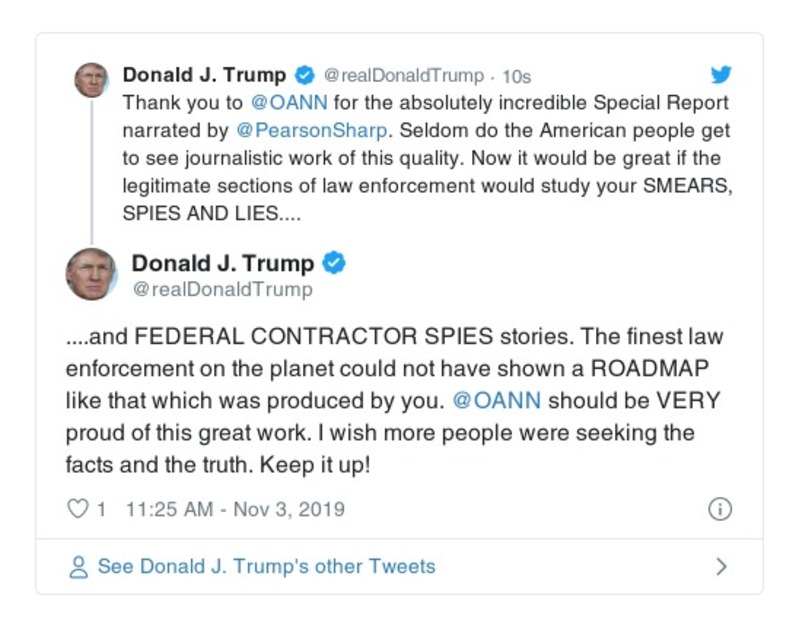 Donald J. Trump @realDonaldTrump · 10s
Thank you to @OANN for the absolutely incredible Special Report
narrated by @PearsonSharp. Seldom do the American people get
to see journalistic work of this quality. Now it would be great if the
legitimate sections of law enforcement would study your SMEARS,
SPIES AND LIES....
Donald J. Trump
@realDonaldTrump
....and FEDERAL CONTRACTOR SPIES stories. The finest law
enforcement on the planet could not have shown a ROADMAP
like that which was produced by you. @OANN should be VERY
proud of this great work. I wish more people were seeking the
facts and the truth. Keep it up!
1 11:25 AM - Nov 3, 2019
See Donald J. Trump's other Tweets